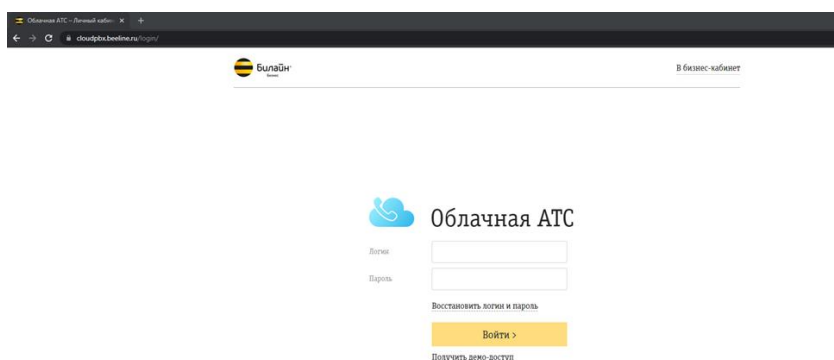 Облачная АТС – Личный кабин
cloudpbx.beeline.ru/login/
билайн
бизнес
В бизнес-кабинет
Облачная АТС
Логин
Пароль
Восстановить логин и пароль
Войти >
Получить демо-доступ